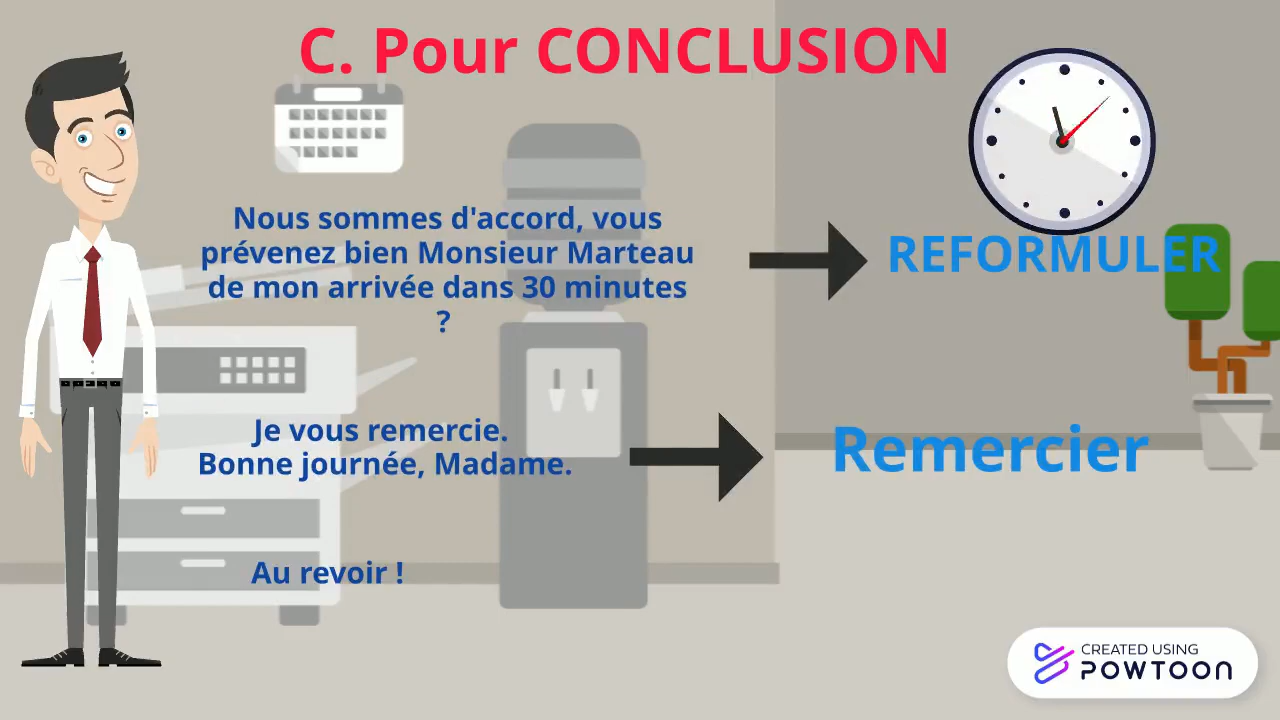 C. Pour CONCLUSION
Nous sommes d'accord, vous
prévenez bien Monsieur Marteau
de mon arrivée dans 30 minutes
?
REFORMULER
Je vous remercie.
Bonne journée, Madame.
Remercier
Au revoir !
CREATED USING
POWTOON